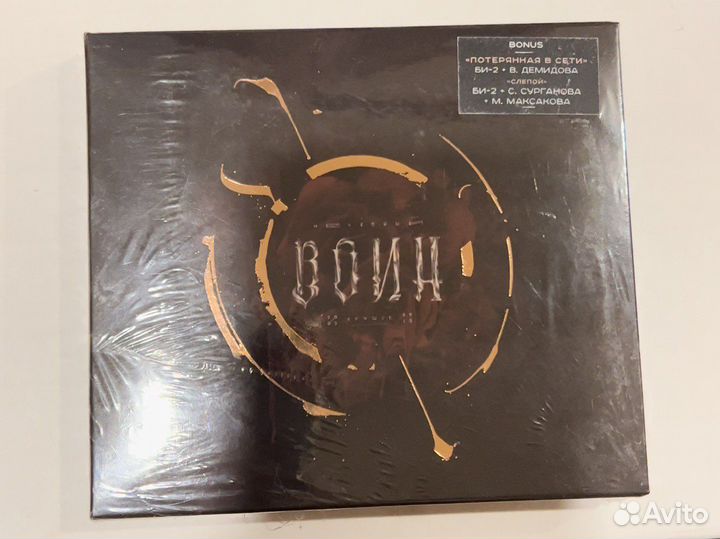 BONUS
«ПОТЕРЯННАЯ В СЕТИ»
БИ-2 + В. ДЕМИДОВА
«СЛЕПОЙ»
БИ-2 + С. СУРГАНОВА
+ М. МАКСАКОВА
ВОИН
Avito